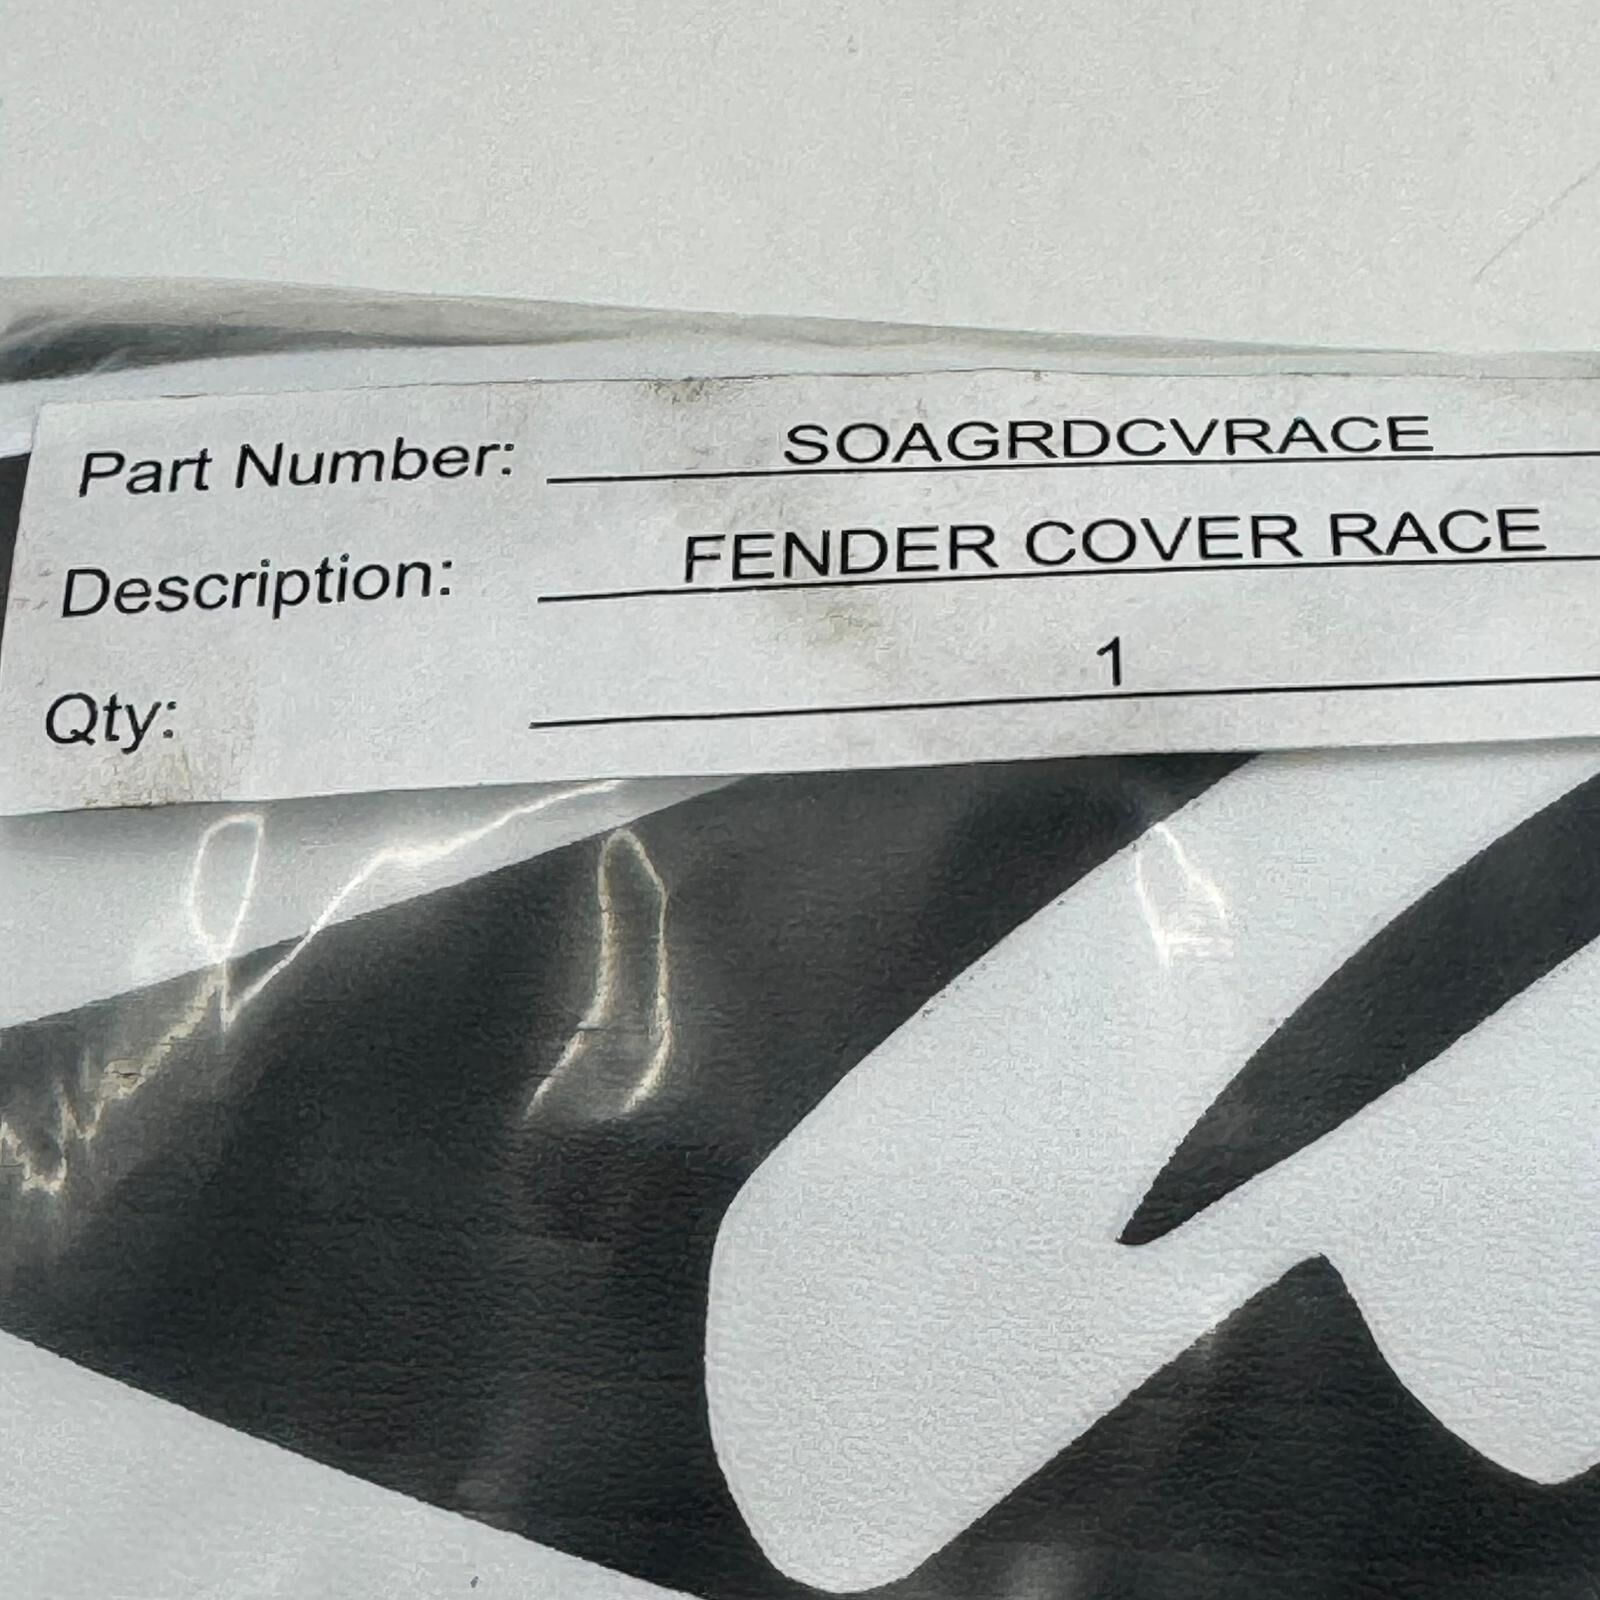 Part Number: SOAGRDCVRACE
Description: FENDER COVER RACE
Qty: 1